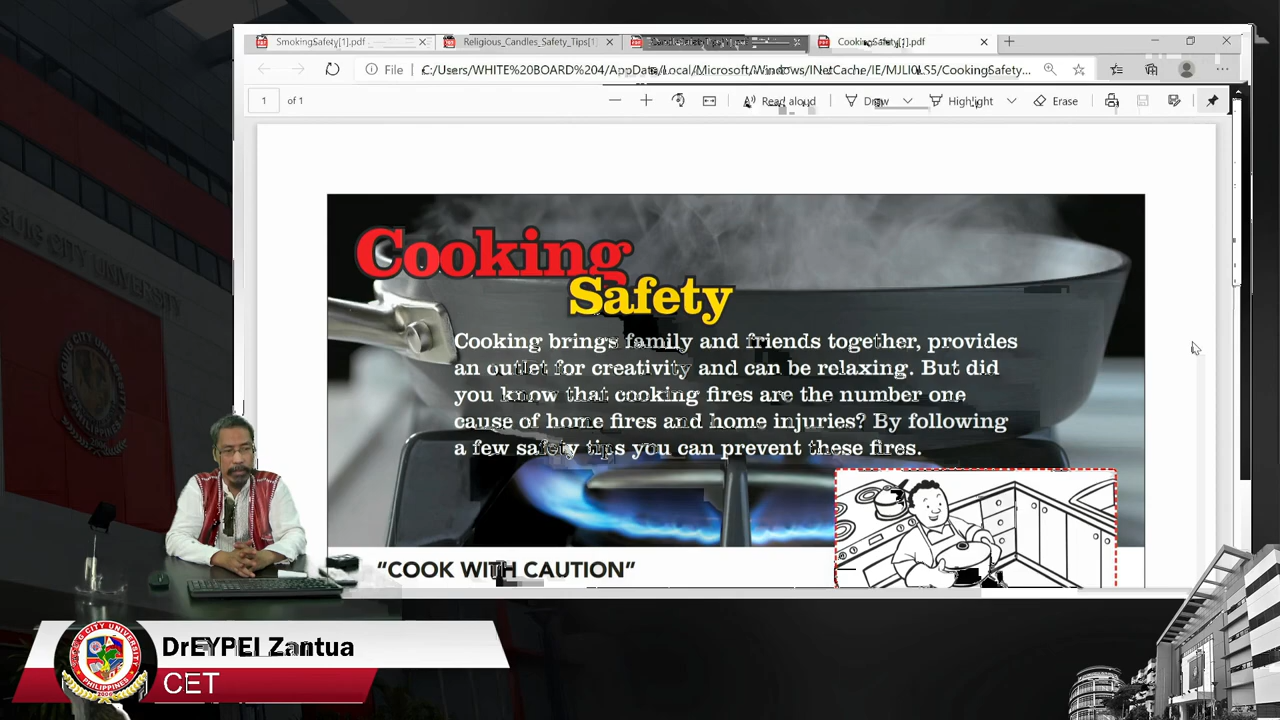 SmokingSafety[1].pdf
Religious_Candles_Safety_Tips[1]
CookingSafety[1].pdf
File
C:/Users/WHITE%20BOARD%204/AppData/Local/Microsoft/Windows/INetCache/IE/MJLI0LS5/CookingSafety...
1 of 1
Read aloud
Draw
Highlight
Erase
Cooking
Safety
Cooking brings family and friends together, provides
an outlet for creativity and can be relaxing. But did
you know that cooking fires are the number one
cause of home fires and home injuries? By following
a few safety tips you can prevent these fires.
"COOK WITH CAUTION"
CITY UNIVERSITY
DrEYPEI Zantua
CET